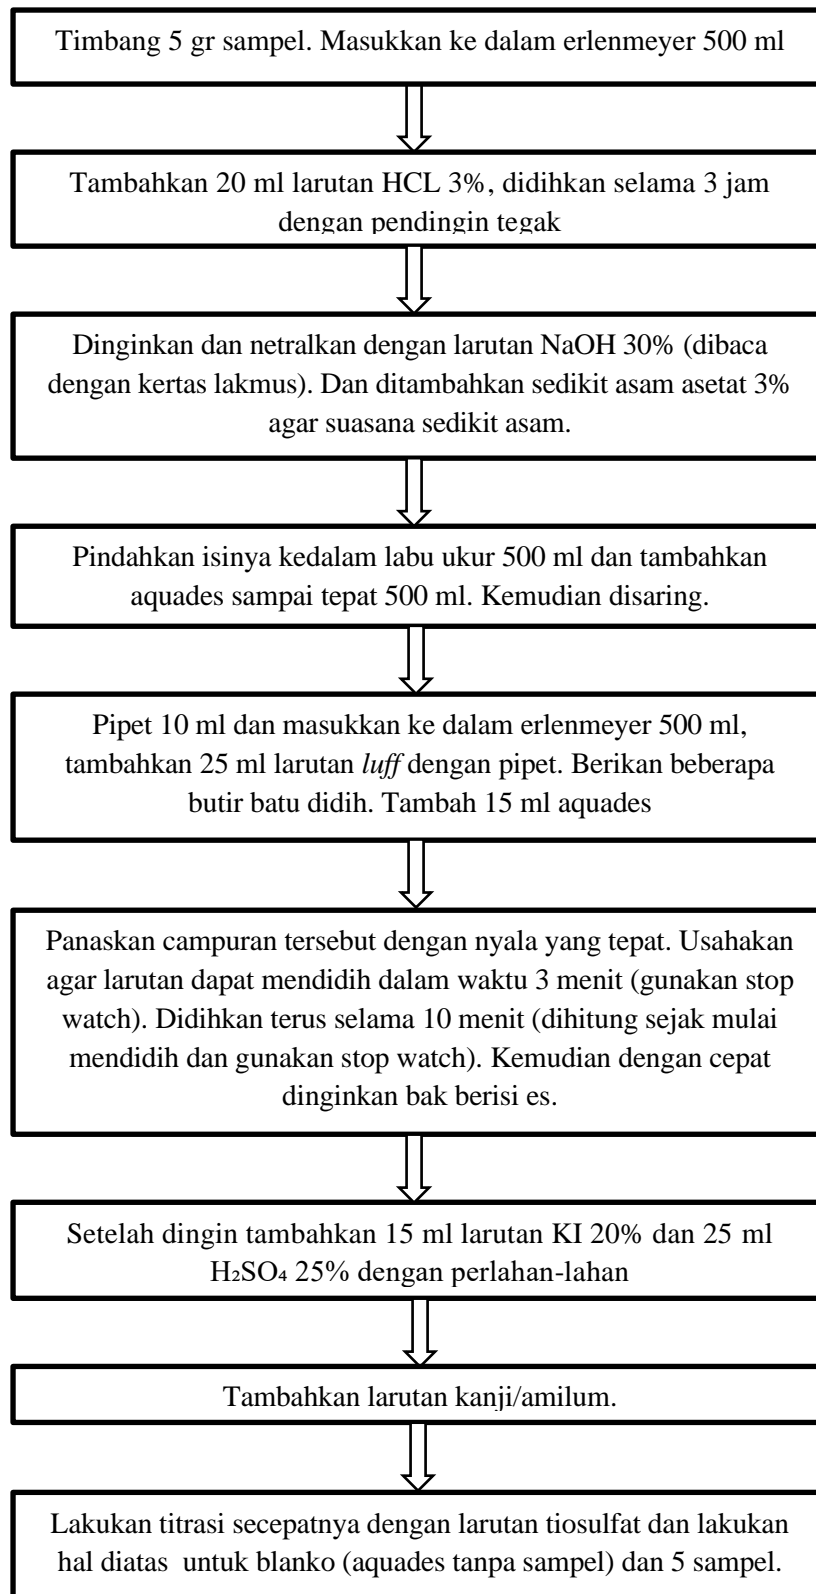 Timbang 5 gr sampel. Masukkan ke dalam erlenmeyer 500 ml
Tambahkan 20 ml larutan HCL 3%, didihkan selama 3 jam
dengan pendingin tegak
Dinginkan dan netralkan dengan larutan NaOH 30% (dibaca
dengan kertas lakmus). Dan ditambahkan sedikit asam asetat 3%
agar suasana sedikit asam.
Pindahkan isinya kedalam labu ukur 500 ml dan tambahkan
aquades sampai tepat 500 ml. Kemudian disaring.
Pipet 10 ml dan masukkan ke dalam erlenmeyer 500 ml,
tambahkan 25 ml larutan luff dengan pipet. Berikan beberapa
butir batu didih. Tambah 15 ml aquades
Panaskan campuran tersebut dengan nyala yang tepat. Usahakan
agar larutan dapat mendidih dalam waktu 3 menit (gunakan stop
watch). Didihkan terus selama 10 menit (dihitung sejak mulai
mendidih dan gunakan stop watch). Kemudian dengan cepat
dinginkan bak berisi es.
Setelah dingin tambahkan 15 ml larutan KI 20% dan 25 ml
H₂SO₄ 25% dengan perlahan-lahan
Tambahkan larutan kanji/amilum.
Lakukan titrasi secepatnya dengan larutan tiosulfat dan lakukan
hal diatas untuk blanko (aquades tanpa sampel) dan 5 sampel.